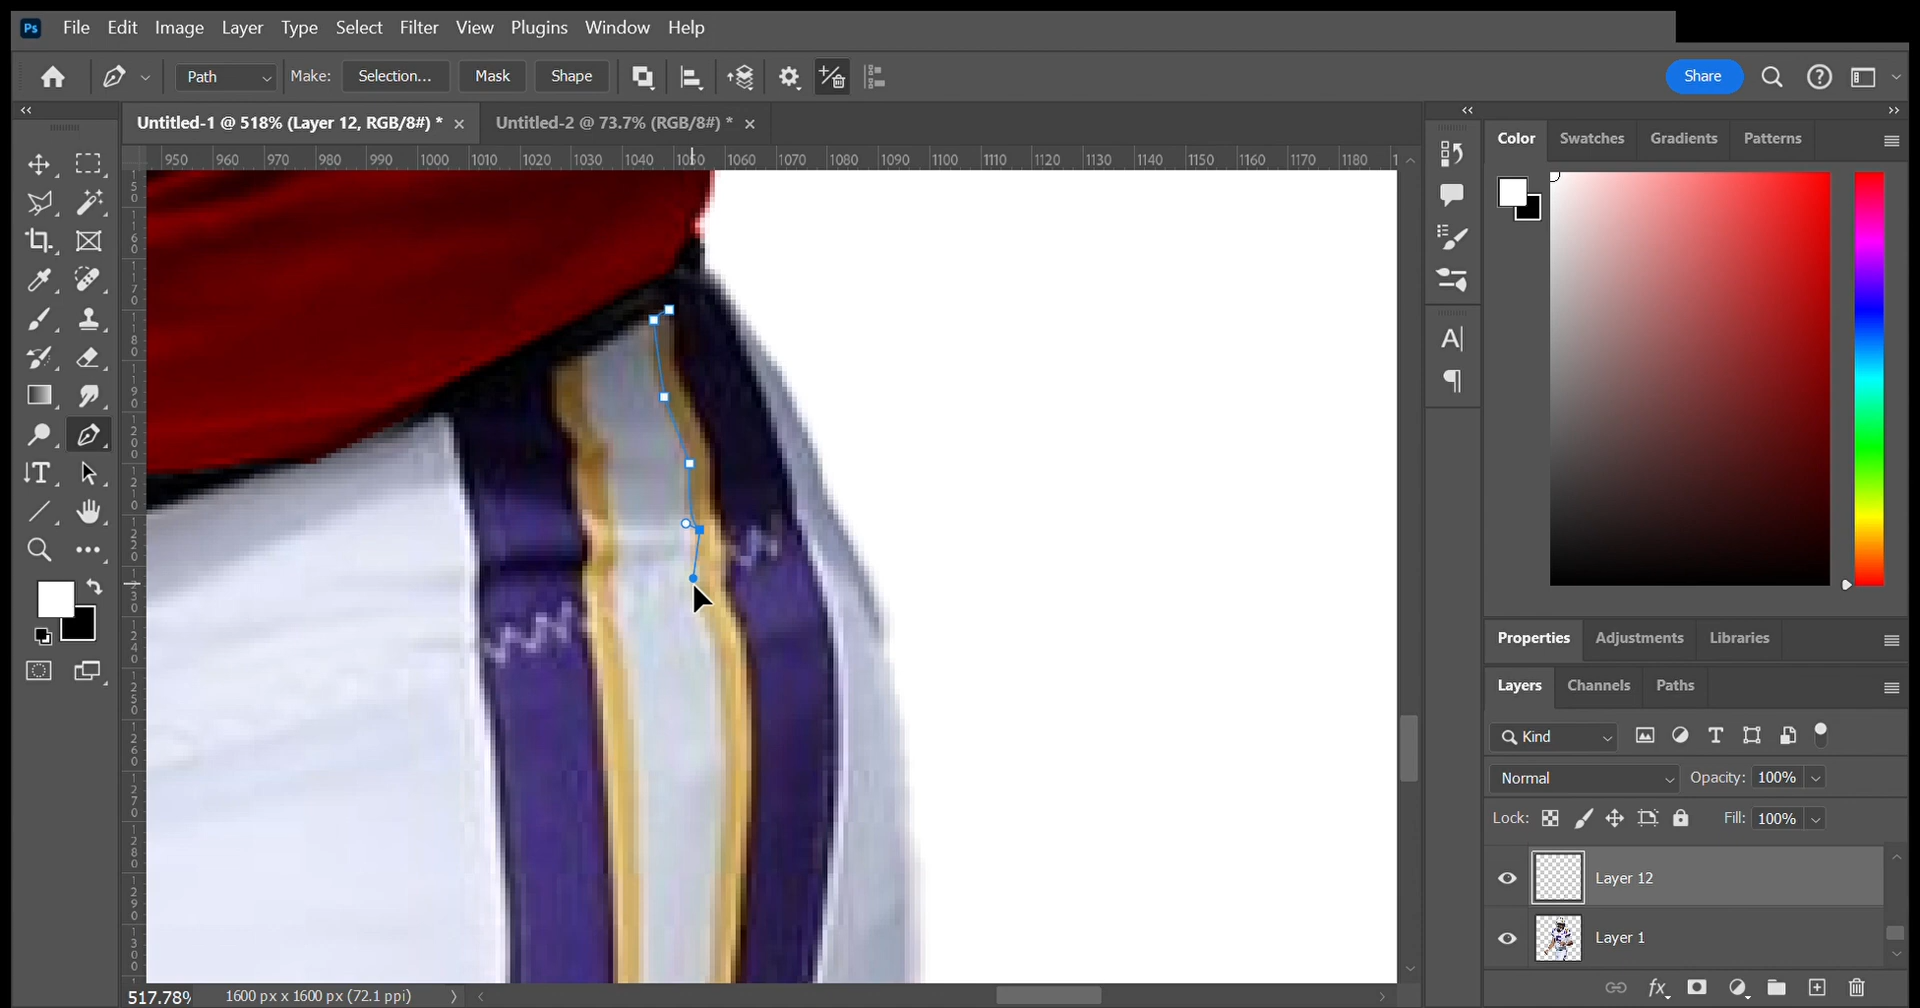 Ps File Edit Image Layer Type Select Filter View Plugins Window Help
Path Make: Selection... Mask Shape Share
Untitled-1 @ 518% (Layer 12, RGB/8#) * Untitled-2 @ 73.7% (RGB/8#) *
950 960 970 980 990 1000 1010 1020 1030 1040 1050 1060 1070 1080 1090 1100 1110 1120 1130 1140 1150 1160 1170 1180 1
Color Swatches Gradients Patterns
Properties Adjustments Libraries
Layers Channels Paths
Kind
Normal Opacity: 100%
Lock: Fill: 100%
Layer 12
Layer 1
fx
517.78% 1600 px x 1600 px (72.1 ppi)